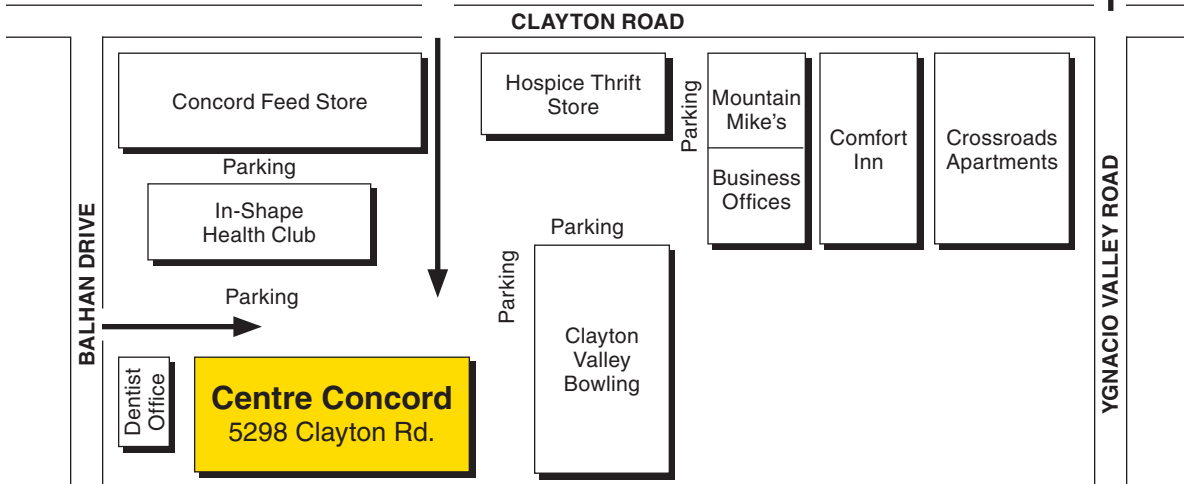 CLAYTON ROAD
Concord Feed Store
Hospice Thrift
Store
Parking
Mountain
Mike's
Business
Offices
Comfort
Inn
Crossroads
Apartments
Parking
In-Shape
Health Club
Parking
Parking
Parking
Clayton
Valley
Bowling
BALHAN DRIVE
YGNACIO VALLEY ROAD
Dentist
Office
Centre Concord
5298 Clayton Rd.